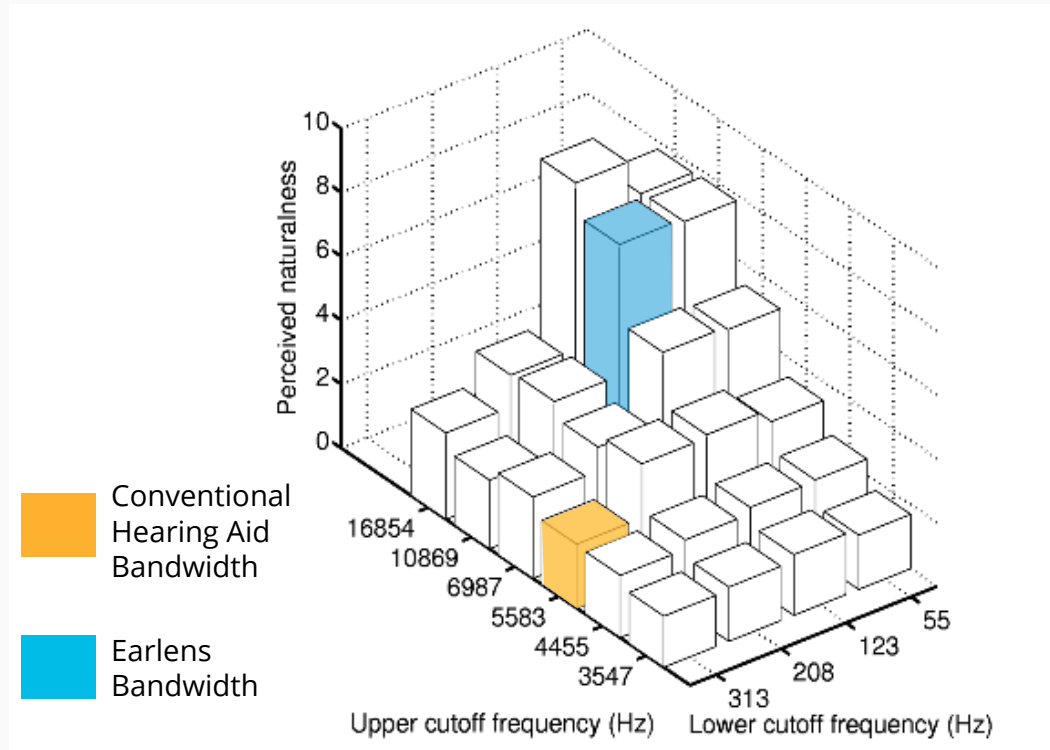 10
8
6
4
2
0
Perceived naturalness
Conventional
Hearing Aid
Bandwidth
Earlens
Bandwidth
16854
10869
6987
5583
4455
3547
Upper cutoff frequency (Hz)
55
123
208
313
Lower cutoff frequency (Hz)